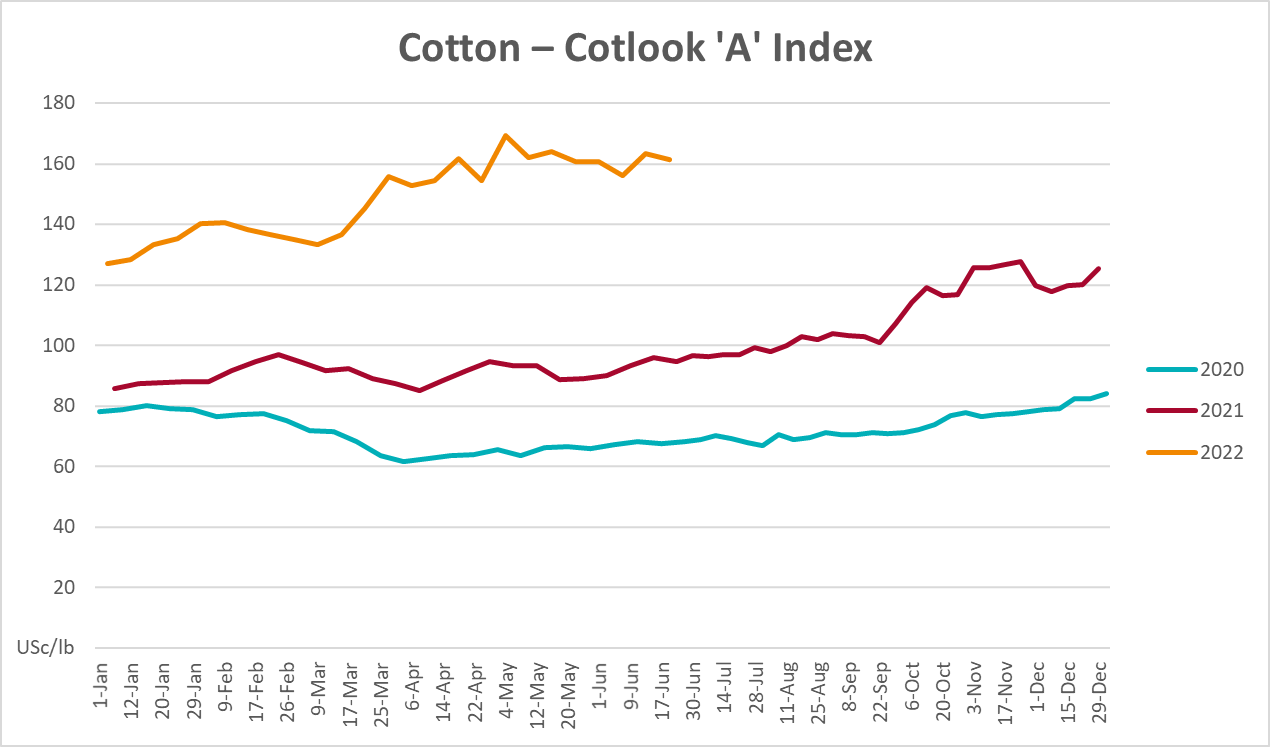 Cotton – Cotlook 'A' Index
180
160
140
120
100
80
60
40
20
USc/lb
1-Jan
12-Jan
20-Jan
29-Jan
9-Feb
17-Feb
26-Feb
9-Mar
17-Mar
25-Mar
6-Apr
14-Apr
22-Apr
4-May
12-May
20-May
1-Jun
9-Jun
17-Jun
30-Jun
14-Jul
28-Jul
11-Aug
25-Aug
8-Sep
22-Sep
6-Oct
20-Oct
3-Nov
17-Nov
1-Dec
15-Dec
29-Dec
2020
2021
2022